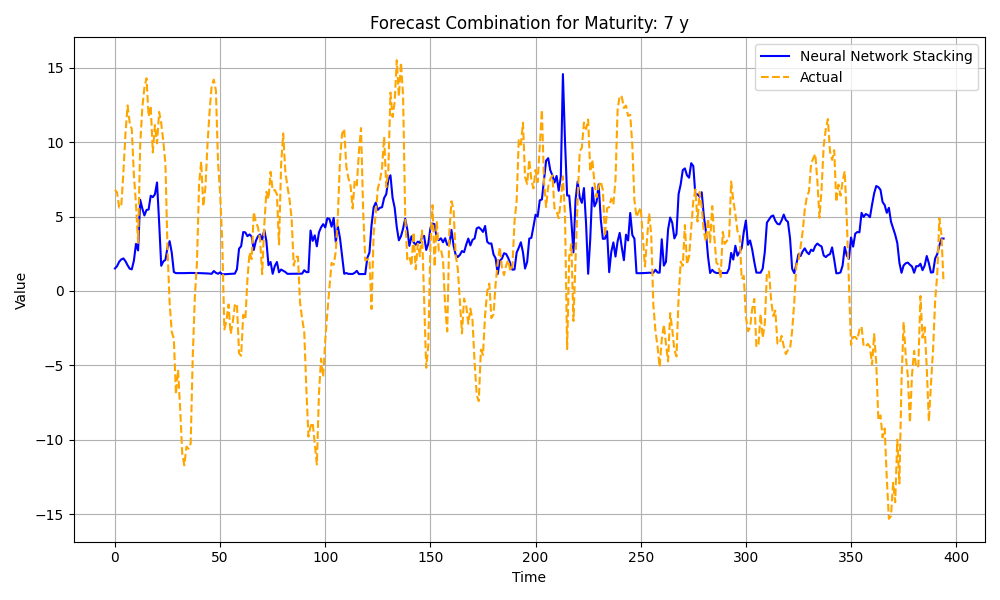 Forecast Combination for Maturity: 7 y
Neural Network Stacking
Actual
Value
15
10
5
0
−5
−10
−15
0 50 100 150 200 250 300 350 400
Time